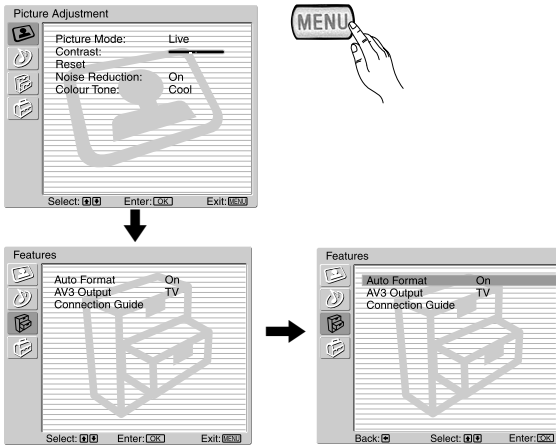 Picture Adjustment
Picture Mode: Live
Contrast:
Reset
Noise Reduction: On
Colour Tone: Cool
Select: Enter: OK Exit: MENU
MENU
Features
Auto Format On
AV3 Output TV
Connection Guide
Select: Enter: OK Exit: MENU
Features
Auto Format On
AV3 Output TV
Connection Guide
Back: Select: Enter: OK